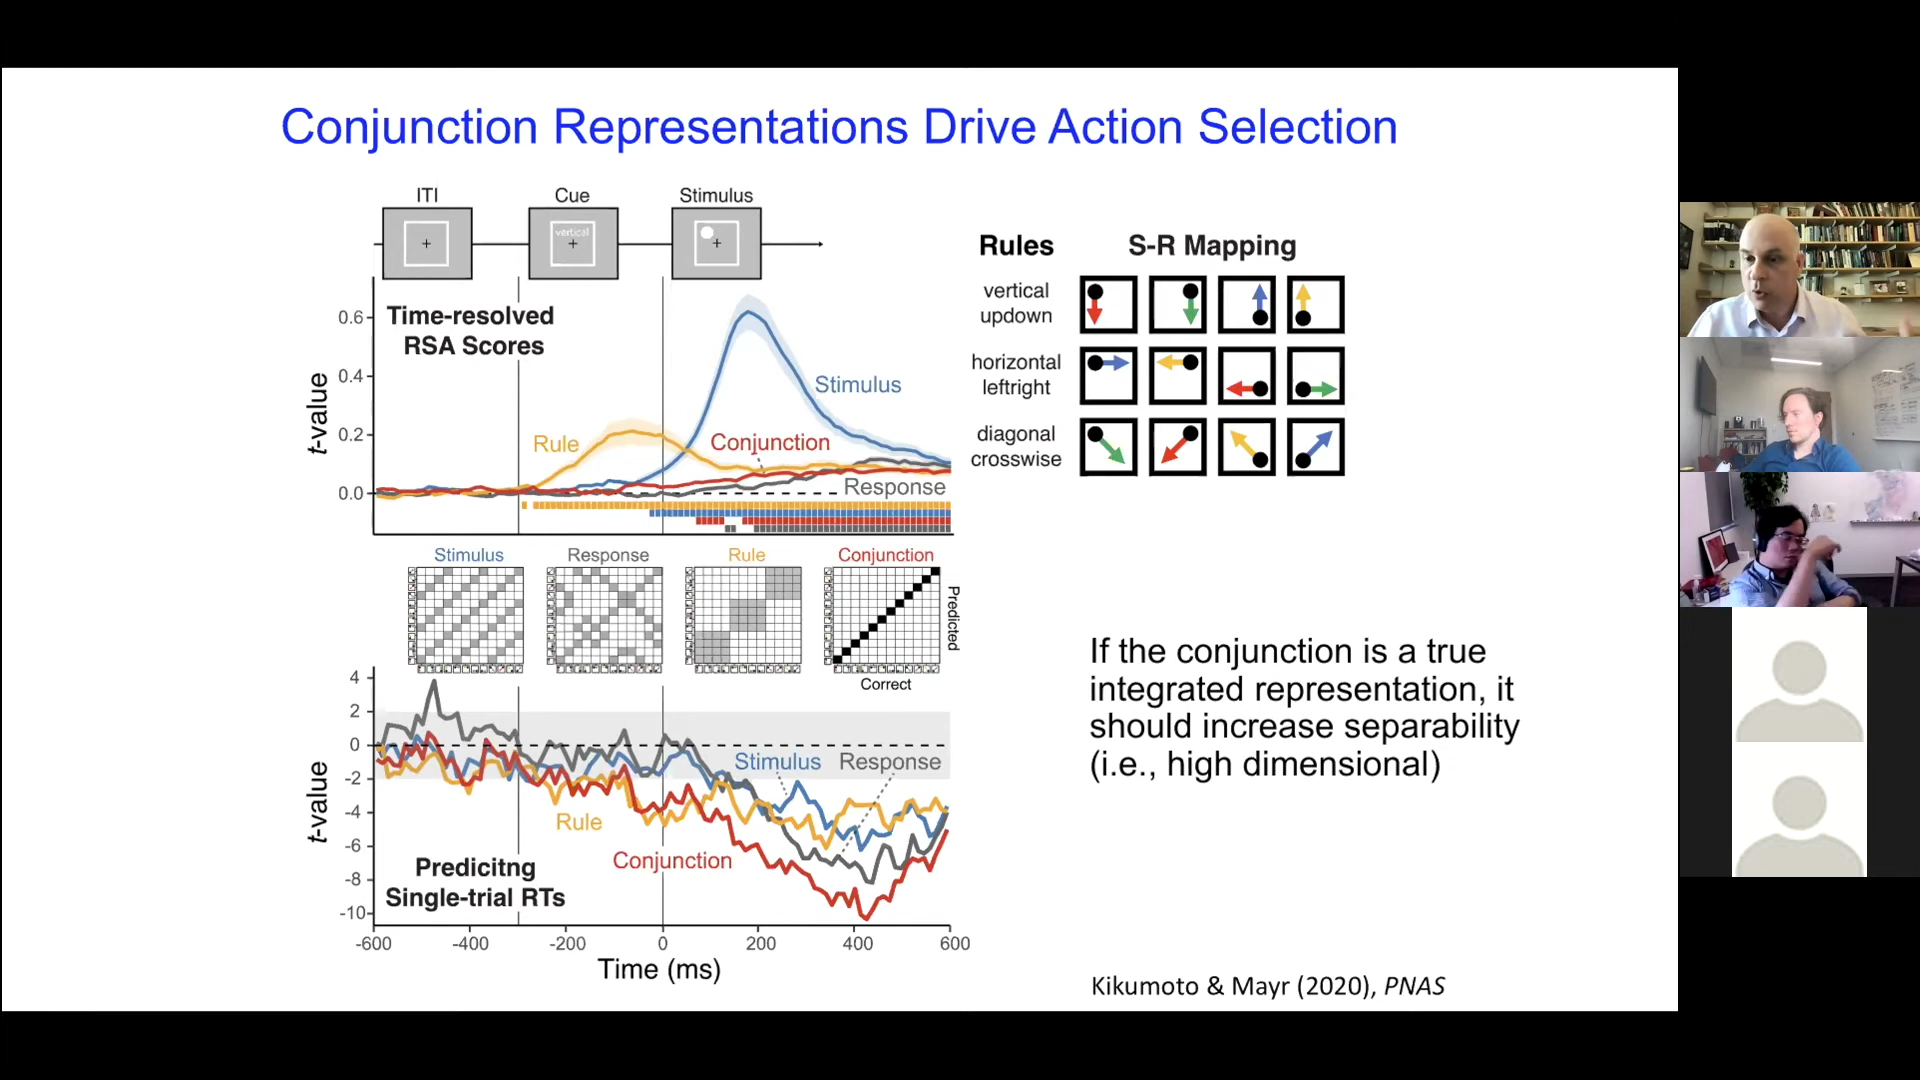 Conjunction Representations Drive Action Selection
ITI
Cue
Stimulus
vertical
Time-resolved
RSA Scores
t-value
0.6
0.4
0.2
0.0
Rule
Stimulus
Conjunction
Response
Rules
S-R Mapping
vertical
updown
horizontal
leftright
diagonal
crosswise
Stimulus
Response
Rule
Conjunction
Predicted
Correct
t-value
4
2
0
-2
-4
-6
-8
-10
Stimulus
Response
Rule
Conjunction
Predicitng
Single-trial RTs
-600
-400
-200
0
200
400
600
Time (ms)
If the conjunction is a true
integrated representation, it
should increase separability
(i.e., high dimensional)
Kikumoto & Mayr (2020), PNAS